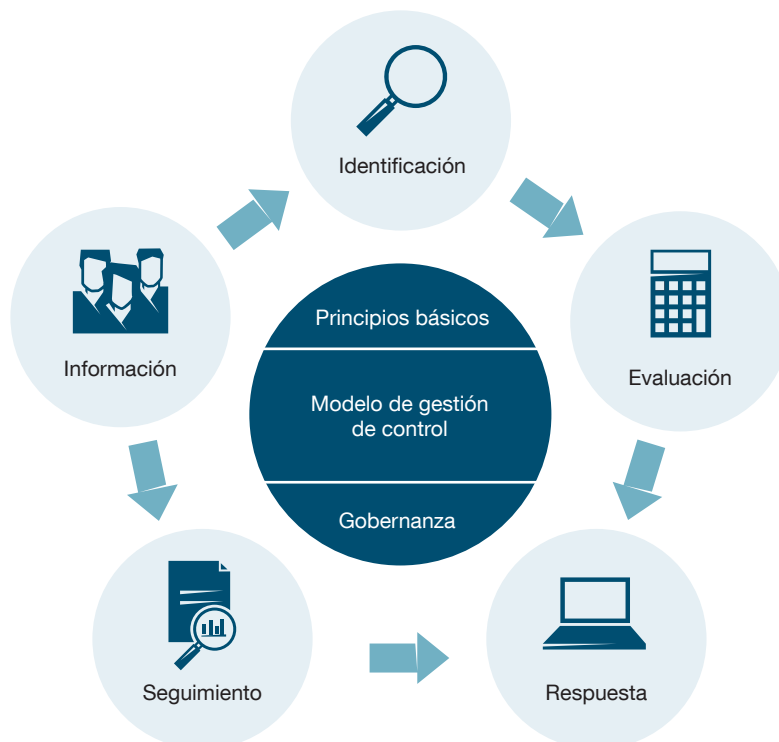 Identificación
Información
Evaluación
Principios básicos
Modelo de gestión
de control
Gobernanza
Seguimiento
Respuesta